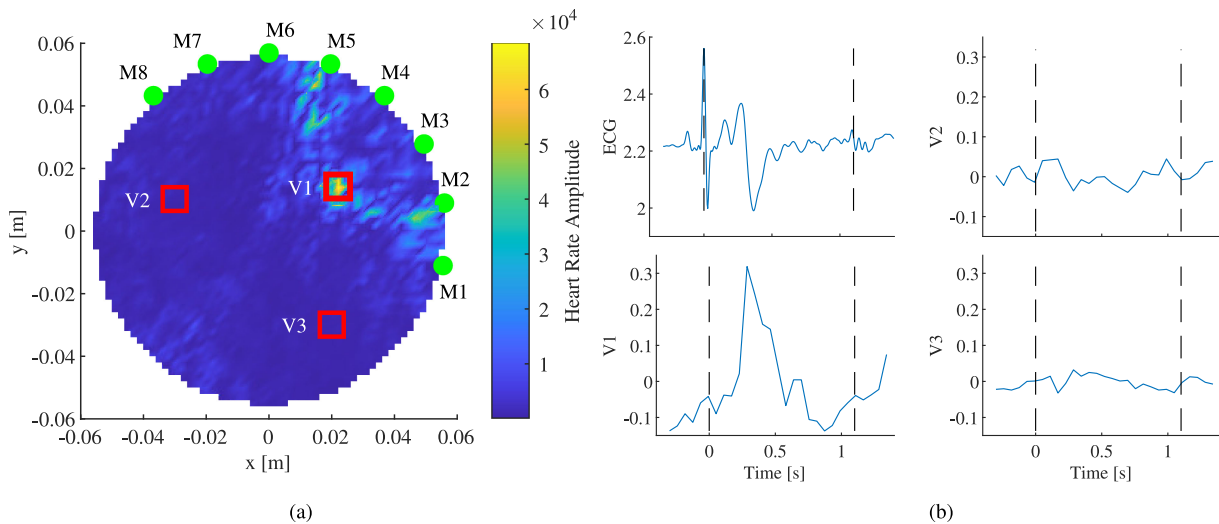 (a)
×10⁴
M1
M2
M3
M4
M5
M6
M7
M8
V1
V2
V3
0.06
0.04
0.02
0
-0.02
-0.04
-0.06
y [m]
-0.06
-0.04
-0.02
0
0.02
0.04
0.06
x [m]
6
5
4
3
2
1
Heart Rate Amplitude
2.6
2.4
2.2
2
ECG
0.3
0.2
0.1
0
-0.1
V1
0
0.5
1
Time [s]
0.3
0.2
0.1
0
-0.1
V2
0.3
0.2
0.1
0
-0.1
V3
0
0.5
1
Time [s]
(b)